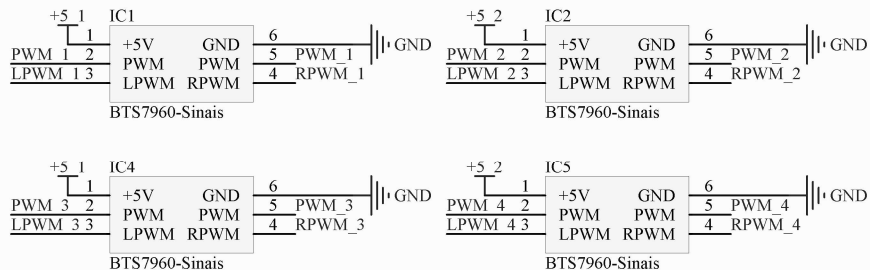 +5_1 IC1 +5_2 IC2
1 +5V GND 6 GND 1 +5V GND 6 GND
PWM_1 2 PWM PWM 5 PWM_1 PWM_2 2 PWM PWM 5 PWM_2
LPWM_1 3 LPWM RPWM 4 RPWM_1 LPWM_2 3 LPWM RPWM 4 RPWM_2
BTS7960-Sinais BTS7960-Sinais
+5_1 IC4 +5_2 IC5
1 +5V GND 6 GND 1 +5V GND 6 GND
PWM_3 2 PWM PWM 5 PWM_3 PWM_4 2 PWM PWM 5 PWM_4
LPWM_3 3 LPWM RPWM 4 RPWM_3 LPWM_4 3 LPWM RPWM 4 RPWM_4
BTS7960-Sinais BTS7960-Sinais